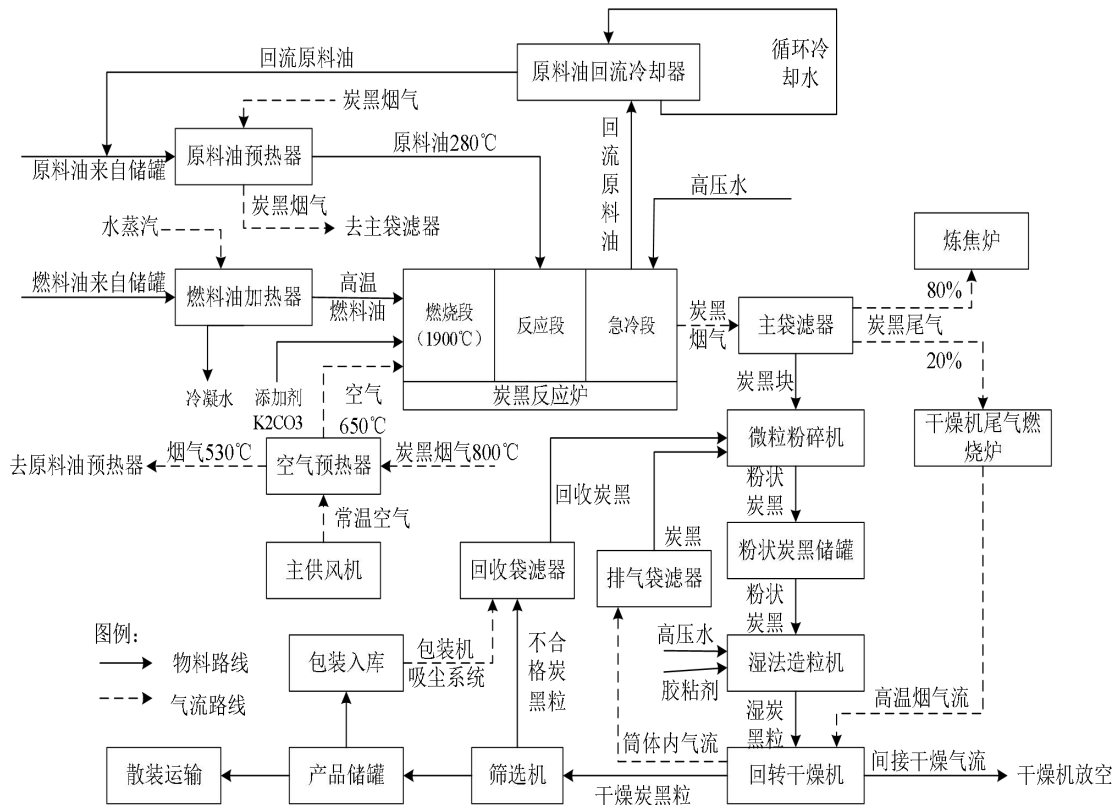 循环冷
却水
原料油回流冷却器
回流原料油
炭黑烟气
原料油来自储罐
原料油预热器
原料油280℃
回流原料油
高压水
炭黑烟气
去主袋滤器
水蒸汽
炼焦炉
燃料油来自储罐
燃料油加热器
高温
燃料油
燃烧段
(1900℃)
反应段
急冷段
炭黑
烟气
主袋滤器
80%
炭黑尾气
20%
炭黑反应炉
冷凝水
添加剂
K2CO3
空气
650℃
炭黑块
微粒粉碎机
干燥机尾气燃
烧炉
去原料油预热器
烟气530℃
空气预热器
炭黑烟气800℃
回收炭黑
粉状
炭黑
常温空气
炭黑
主供风机
回收袋滤器
排气袋滤器
粉状炭黑储罐
粉状
炭黑
图例：
物料路线
气流路线
包装入库
包装机
吸尘系统
不合
格炭
黑粒
高压水
胶粘剂
湿法造粒机
湿炭
黑粒
高温烟气流
筒体内气流
散装运输
产品储罐
筛选机
干燥炭黑粒
回转干燥机
间接干燥气流
干燥机放空